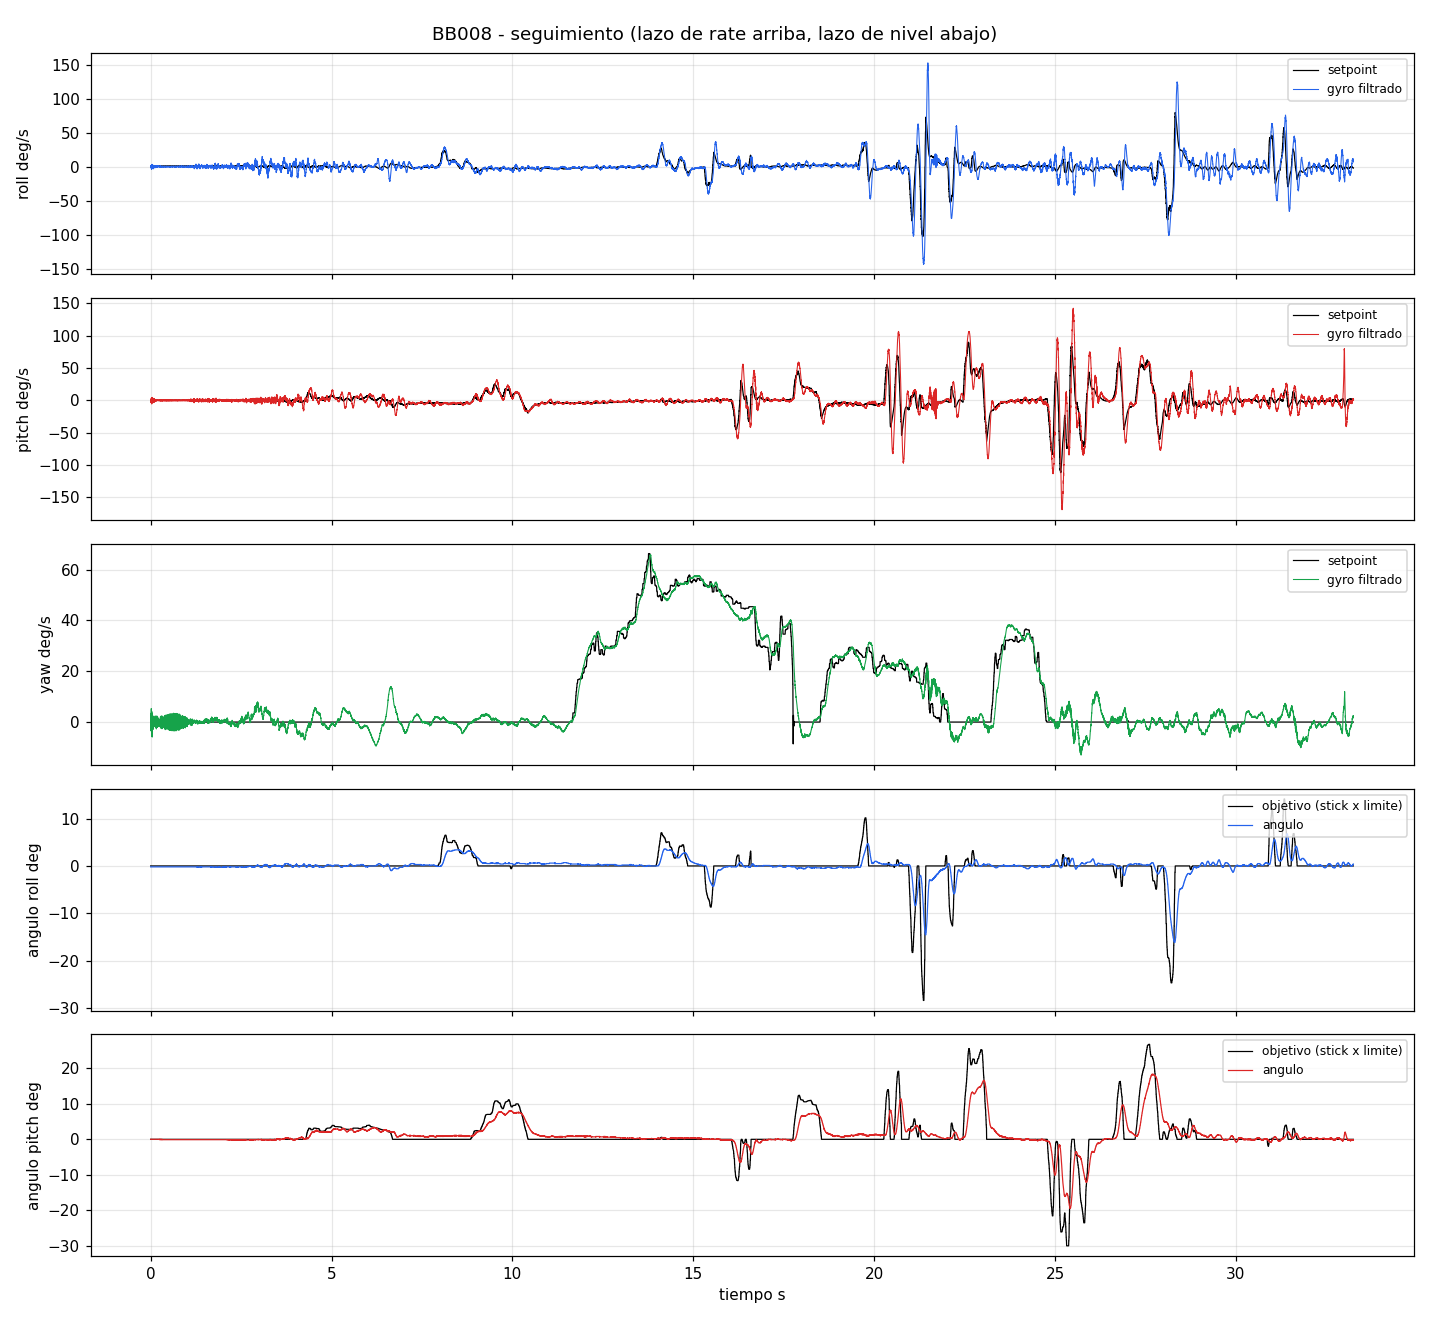 BB008 - seguimiento (lazo de rate arriba, lazo de nivel abajo)
150
100
50
0
−50
−100
−150
roll deg/s
setpoint
gyro filtrado
150
100
50
0
−50
−100
−150
pitch deg/s
setpoint
gyro filtrado
60
40
20
0
yaw deg/s
setpoint
gyro filtrado
10
0
−10
−20
−30
angulo roll deg
objetivo (stick x limite)
angulo
20
10
0
−10
−20
−30
angulo pitch deg
objetivo (stick x limite)
angulo
0 5 10 15 20 25 30
tiempo s